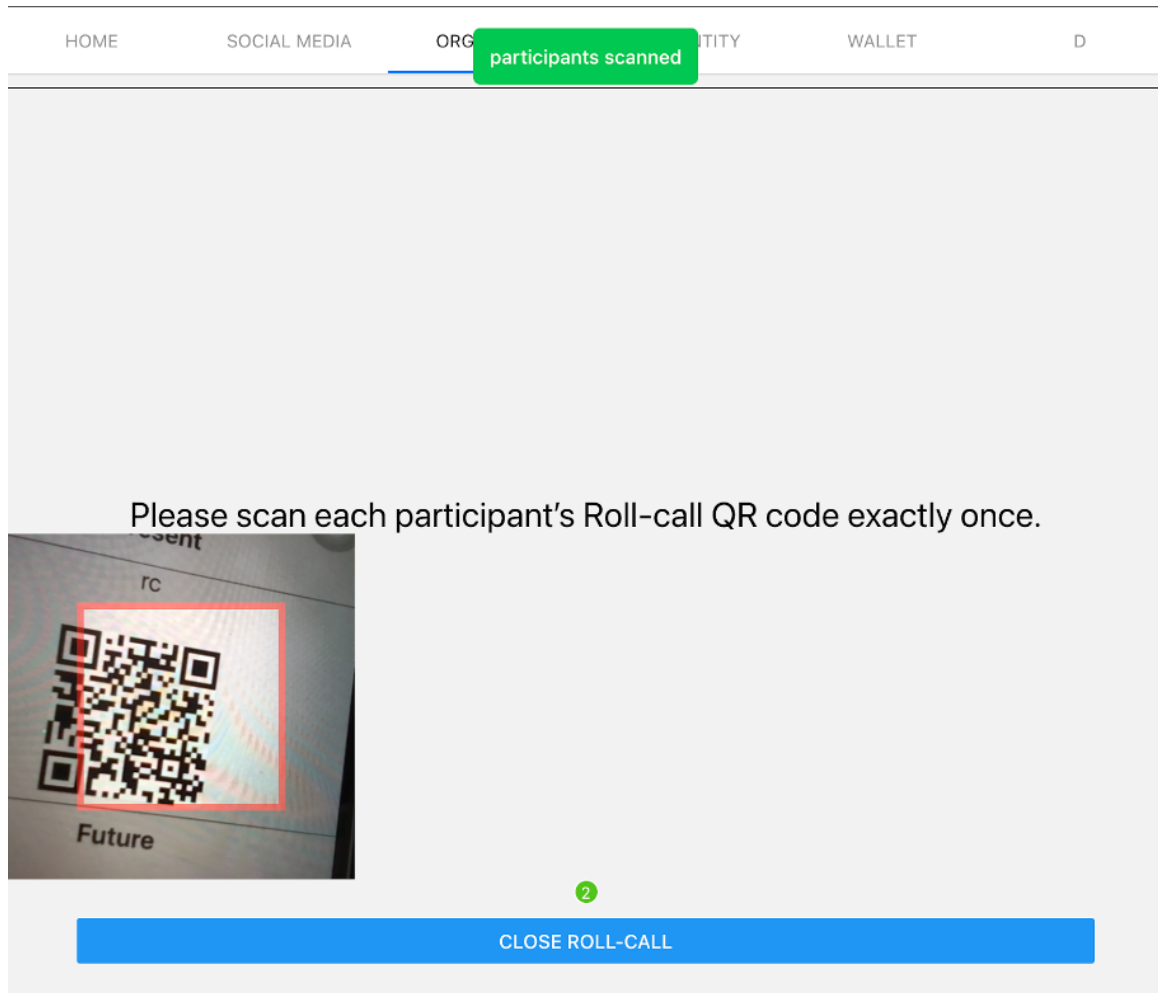 HOME SOCIAL MEDIA ORG NTITY WALLET D
participants scanned
Please scan each participant's Roll-call QR code exactly once.
rc
Future
2
CLOSE ROLL-CALL